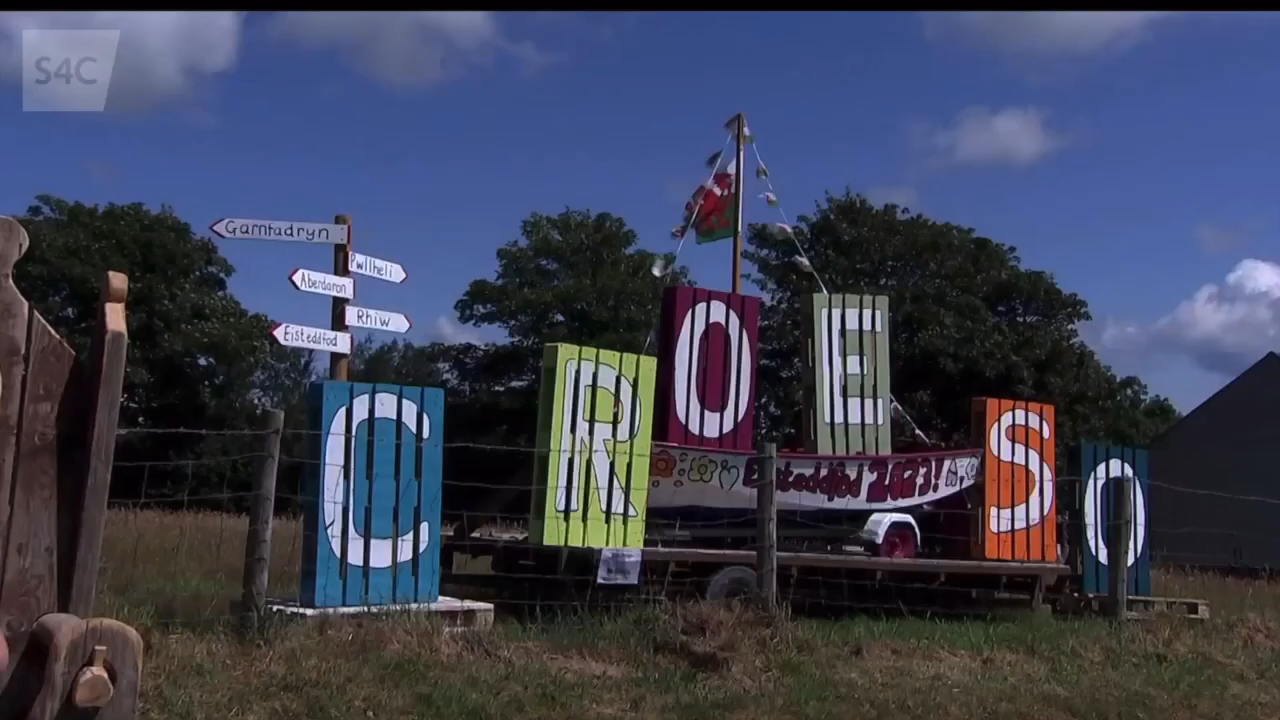 S4C
Garnfadryn
Pwllheli
Aberdaron
Rhiw
Eisteddfod
CROESO
Eisteddfod 2023!